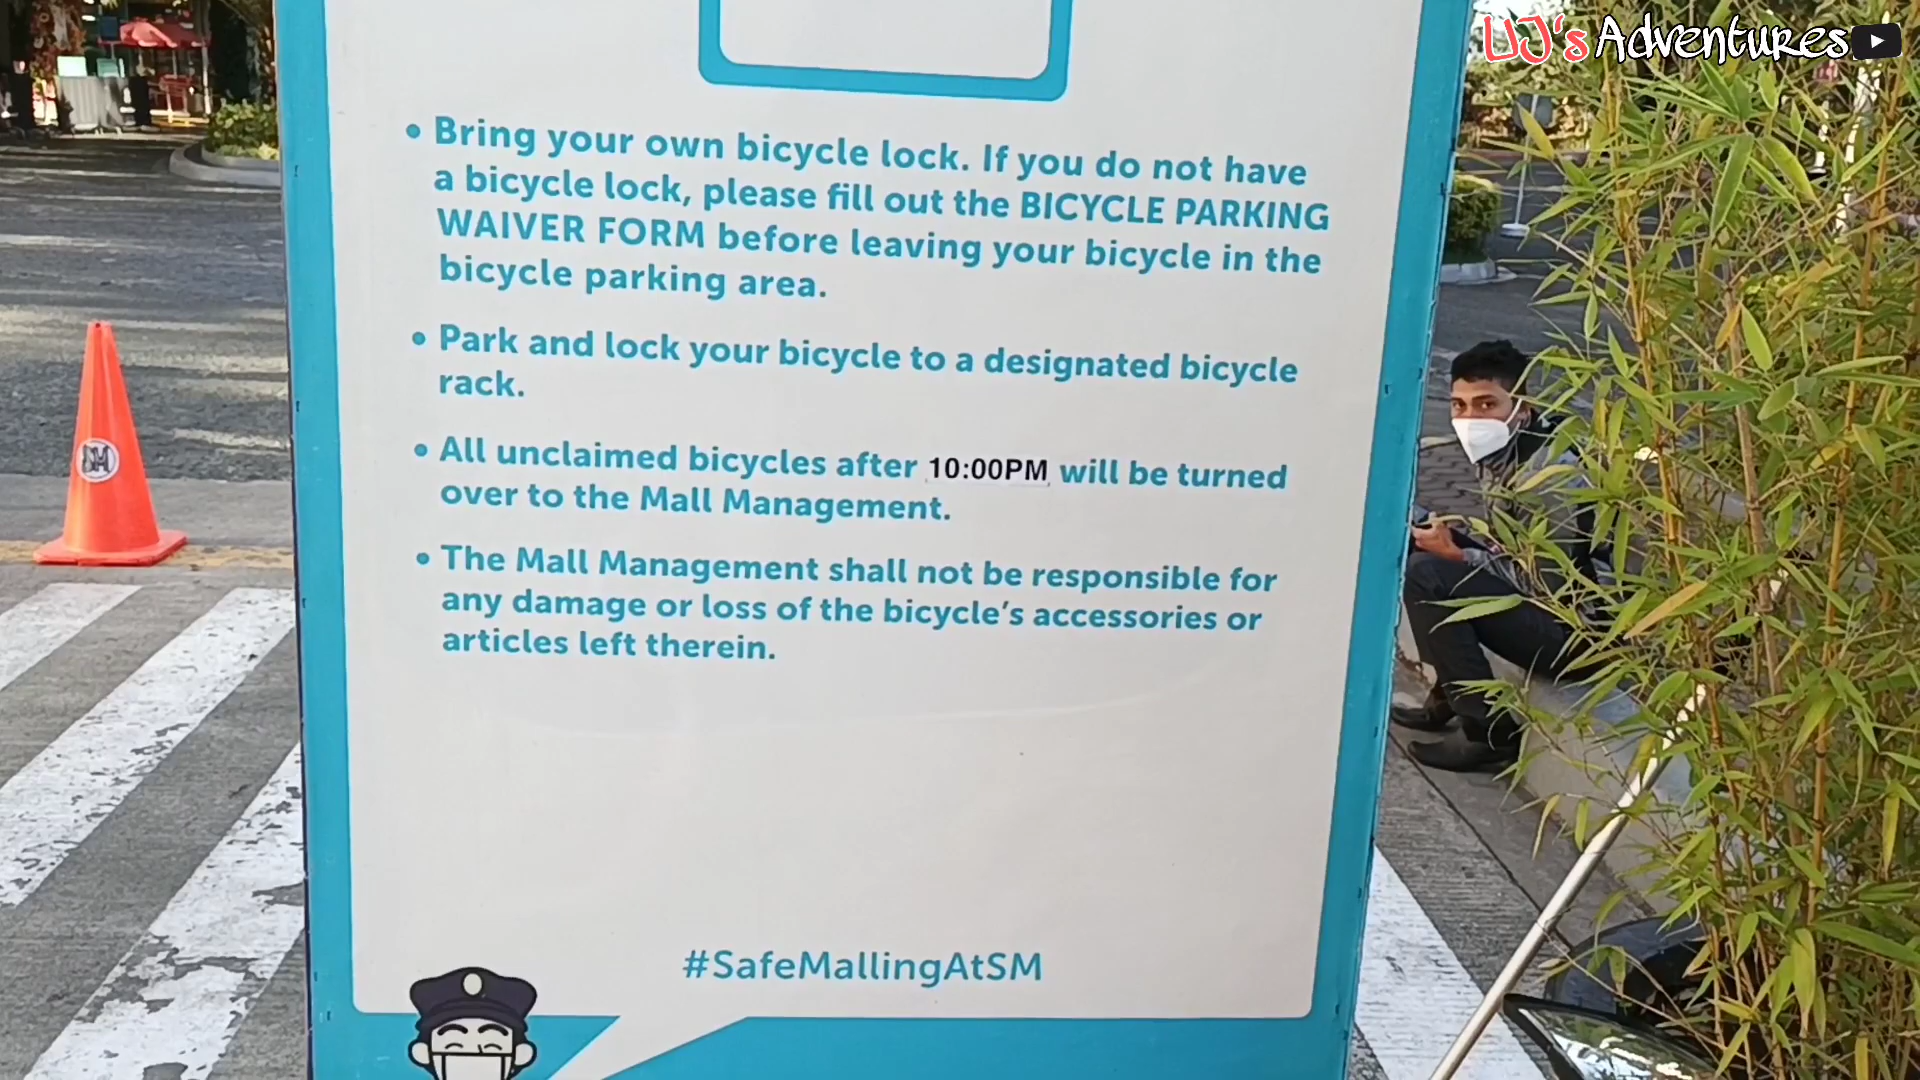 LIJ's Adventures
• Bring your own bicycle lock. If you do not have
a bicycle lock, please fill out the BICYCLE PARKING
WAIVER FORM before leaving your bicycle in the
bicycle parking area.
• Park and lock your bicycle to a designated bicycle
rack.
• All unclaimed bicycles after 10:00PM will be turned
over to the Mall Management.
• The Mall Management shall not be responsible for
any damage or loss of the bicycle's accessories or
articles left therein.
SM
#SafeMallingAtSM